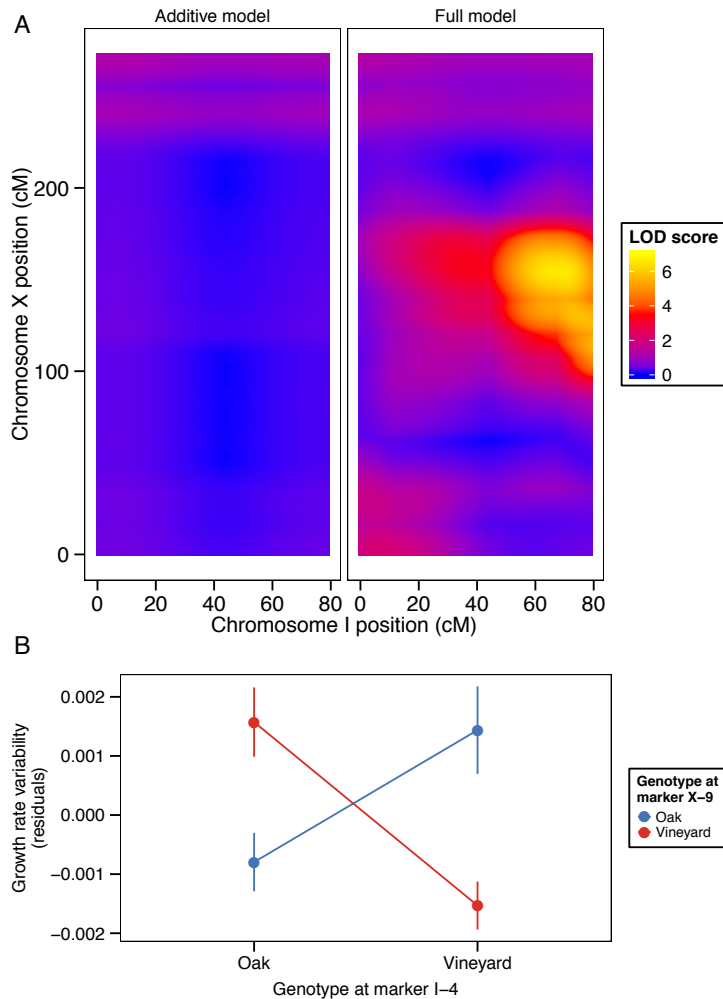 A
Additive model
Full model
Chromosome X position (cM)
200
100
0
0 20 40 60 80
0 20 40 60 80
Chromosome I position (cM)
LOD score
6
4
2
0
B
Growth rate variability
(residuals)
0.002
0.001
0.000
−0.001
−0.002
Oak
Vineyard
Genotype at marker I−4
Genotype at
marker X−9
Oak
Vineyard